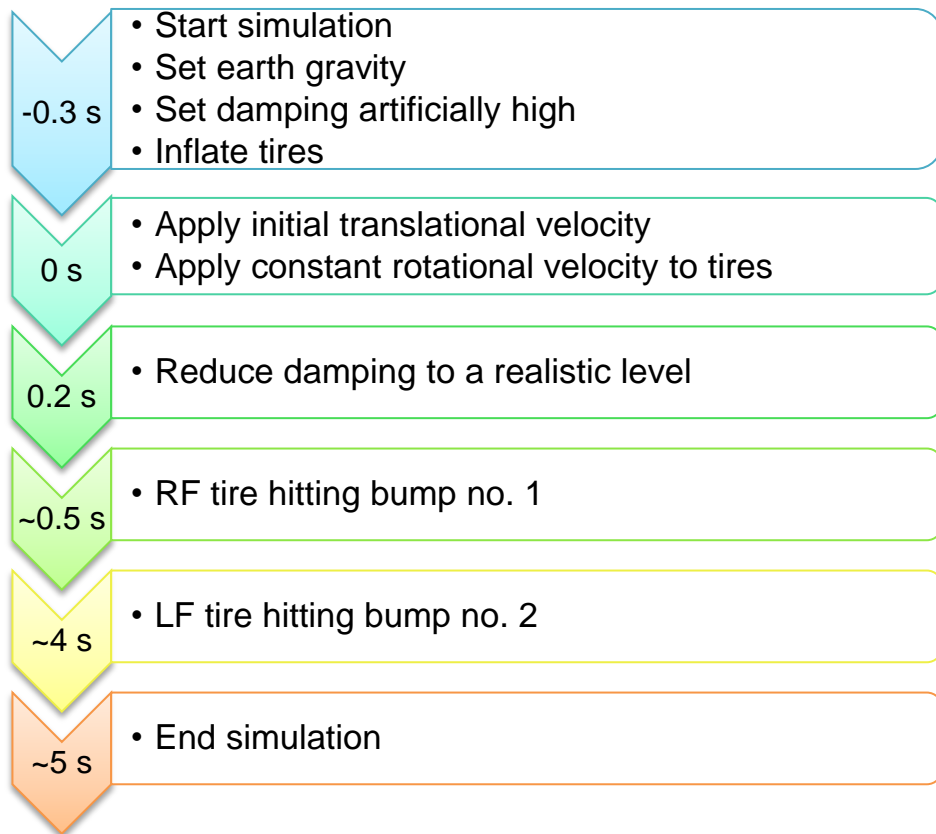 -0.3 s
• Start simulation
• Set earth gravity
• Set damping artificially high
• Inflate tires
0 s
• Apply initial translational velocity
• Apply constant rotational velocity to tires
0.2 s
• Reduce damping to a realistic level
~0.5 s
• RF tire hitting bump no. 1
~4 s
• LF tire hitting bump no. 2
~5 s
• End simulation